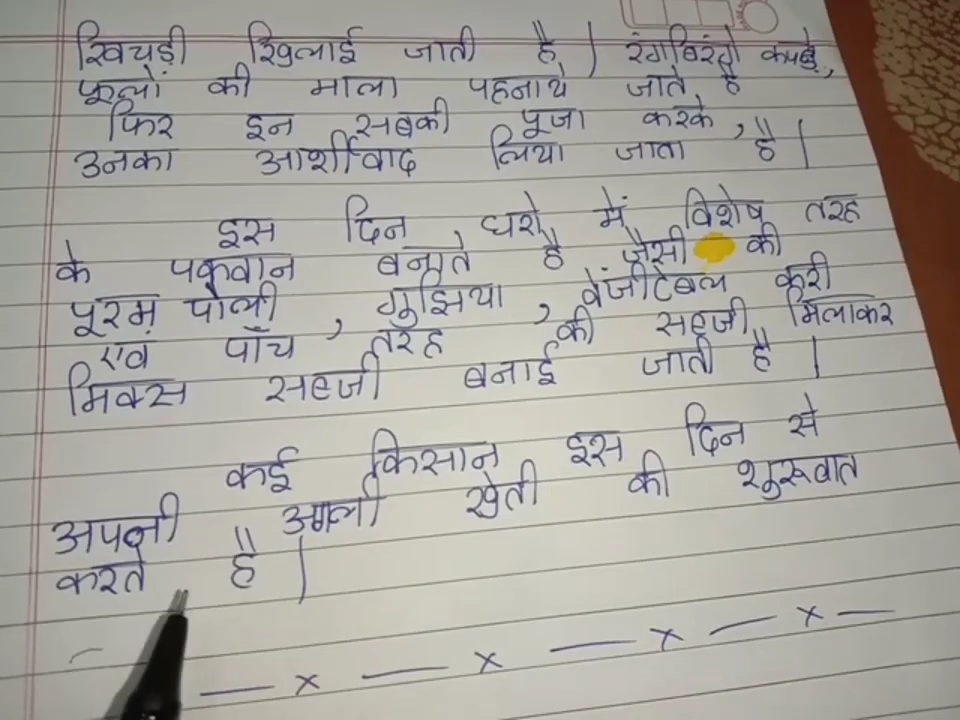 खिचड़ी खिलाई जाती है | रंगबिरंगे कपड़े,
फूलों की माला पहनाये जाते है
फिर इन सबकी पूजा करके ,
उनका आर्शीवाद लिया जाता है |
इस दिन घरो में विशेष तरह
के पकवान बनाते है जैसी की
पूरम पोली , गुझिया , वेजीटेबल करी
एवं पाँच तरह की सब्जी मिलाकर
मिक्स सब्जी बनाई जाती है |
कई किसान इस दिन से
अपनी अगली खेती की शुरूवात
करते है |